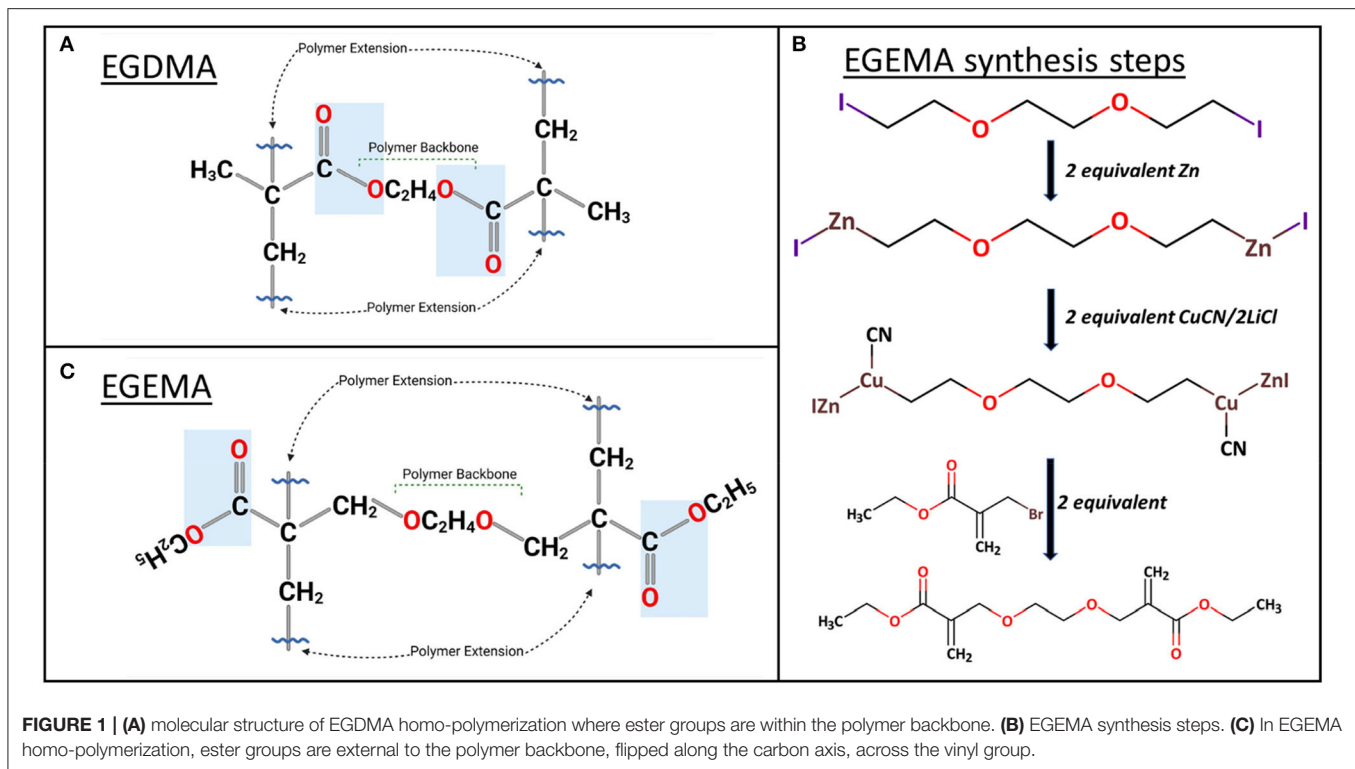 A
EGDMA
Polymer Extension
O
CH₂
Polymer Backbone
H₃C
C
C
OC₂H₄O
C
C
CH₃
CH₂
O
Polymer Extension
C
EGEMA
Polymer Extension
O
CH₂
OC₂H₅
Polymer Backbone
C
CH₂
OC₂H₄O
C
OC₂H₅
C
CH₂
C
CH₂
O
Polymer Extension
B
EGEMA synthesis steps
I
O
O
I
2 equivalent Zn
I
Zn
O
O
Zn
I
2 equivalent CuCN/2LiCl
CN
Cu
IZn
O
O
ZnI
Cu
CN
O
H₃C
O
Br
CH₂
2 equivalent
O
CH₂
H₃C
O
O
O
O
CH₃
CH₂
O
FIGURE 1 | (A) molecular structure of EGDMA homo-polymerization where ester groups are within the polymer backbone. (B) EGEMA synthesis steps. (C) In EGEMA
homo-polymerization, ester groups are external to the polymer backbone, flipped along the carbon axis, across the vinyl group.